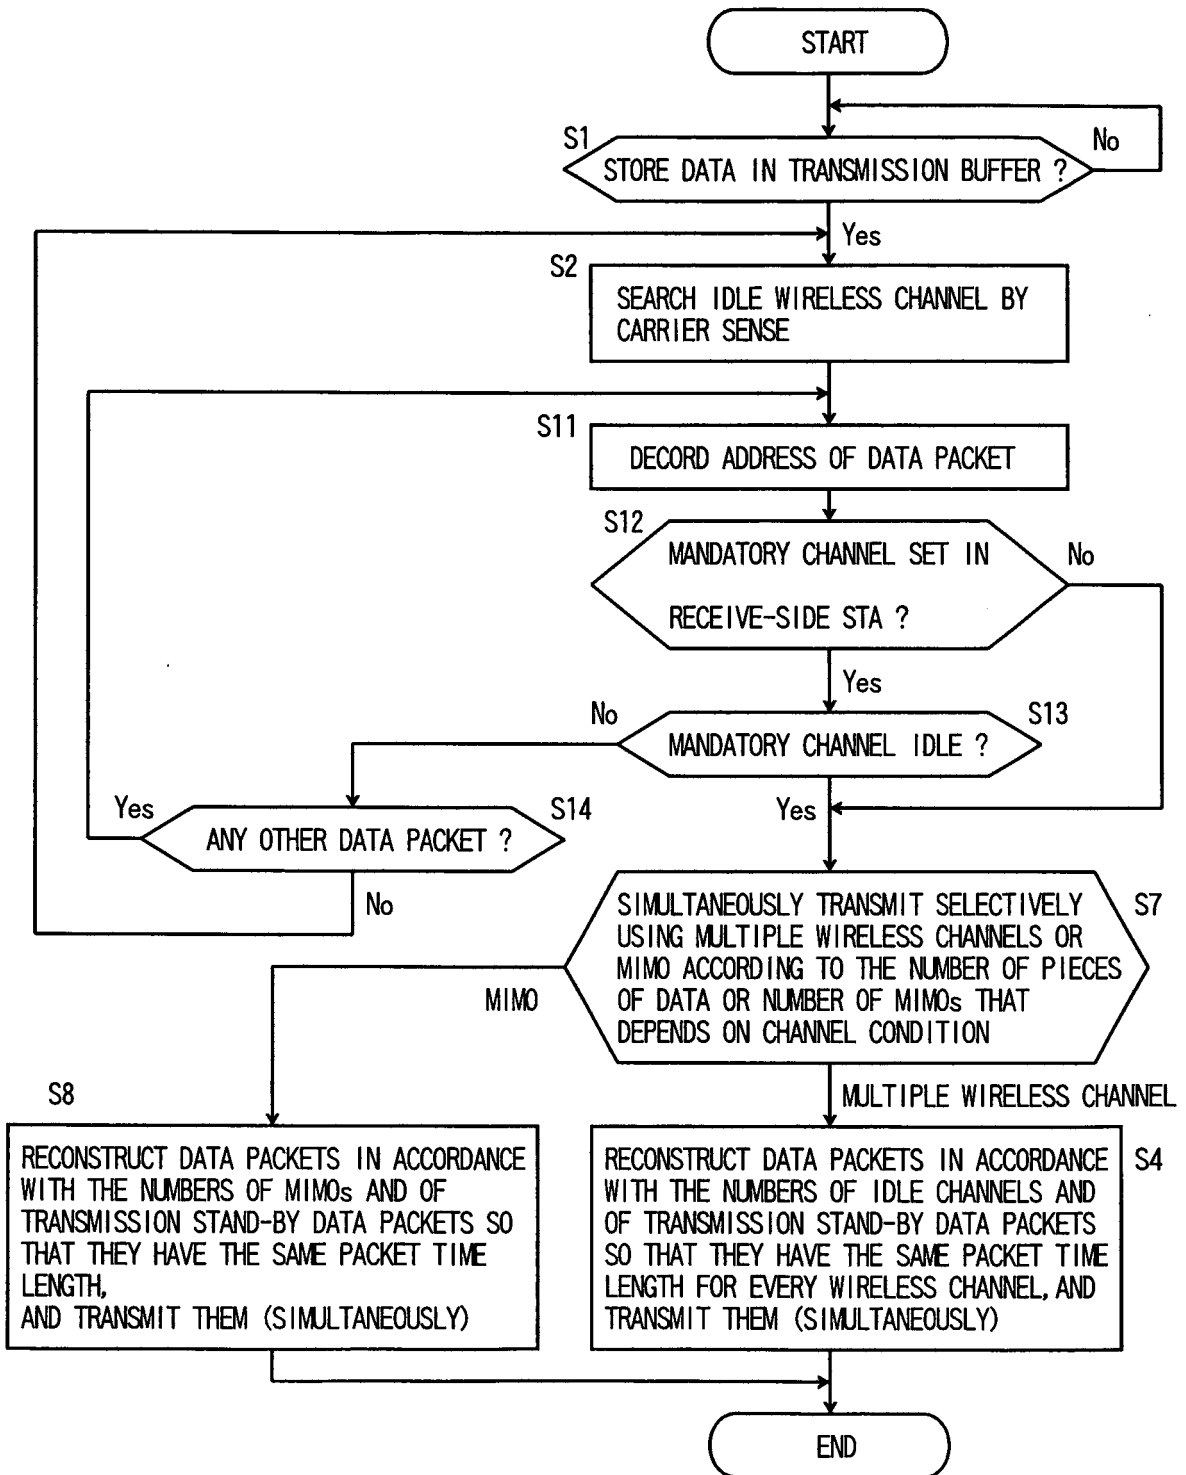 START
S1
No
STORE DATA IN TRANSMISSION BUFFER ?
Yes
S2
SEARCH IDLE WIRELESS CHANNEL BY
CARRIER SENSE
S11
DECORD ADDRESS OF DATA PACKET
S12
MANDATORY CHANNEL SET IN
RECEIVE-SIDE STA ?
No
Yes
No
S13
MANDATORY CHANNEL IDLE ?
Yes
S14
Yes
ANY OTHER DATA PACKET ?
No
SIMULTANEOUSLY TRANSMIT SELECTIVELY
USING MULTIPLE WIRELESS CHANNELS OR
MIMO ACCORDING TO THE NUMBER OF PIECES
OF DATA OR NUMBER OF MIMOs THAT
DEPENDS ON CHANNEL CONDITION
S7
MIMO
MULTIPLE WIRELESS CHANNEL
S8
RECONSTRUCT DATA PACKETS IN ACCORDANCE
WITH THE NUMBERS OF MIMOs AND OF
TRANSMISSION STAND-BY DATA PACKETS SO
THAT THEY HAVE THE SAME PACKET TIME
LENGTH,
AND TRANSMIT THEM (SIMULTANEOUSLY)
S4
RECONSTRUCT DATA PACKETS IN ACCORDANCE
WITH THE NUMBERS OF IDLE CHANNELS AND
OF TRANSMISSION STAND-BY DATA PACKETS
SO THAT THEY HAVE THE SAME PACKET TIME
LENGTH FOR EVERY WIRELESS CHANNEL, AND
TRANSMIT THEM (SIMULTANEOUSLY)
END